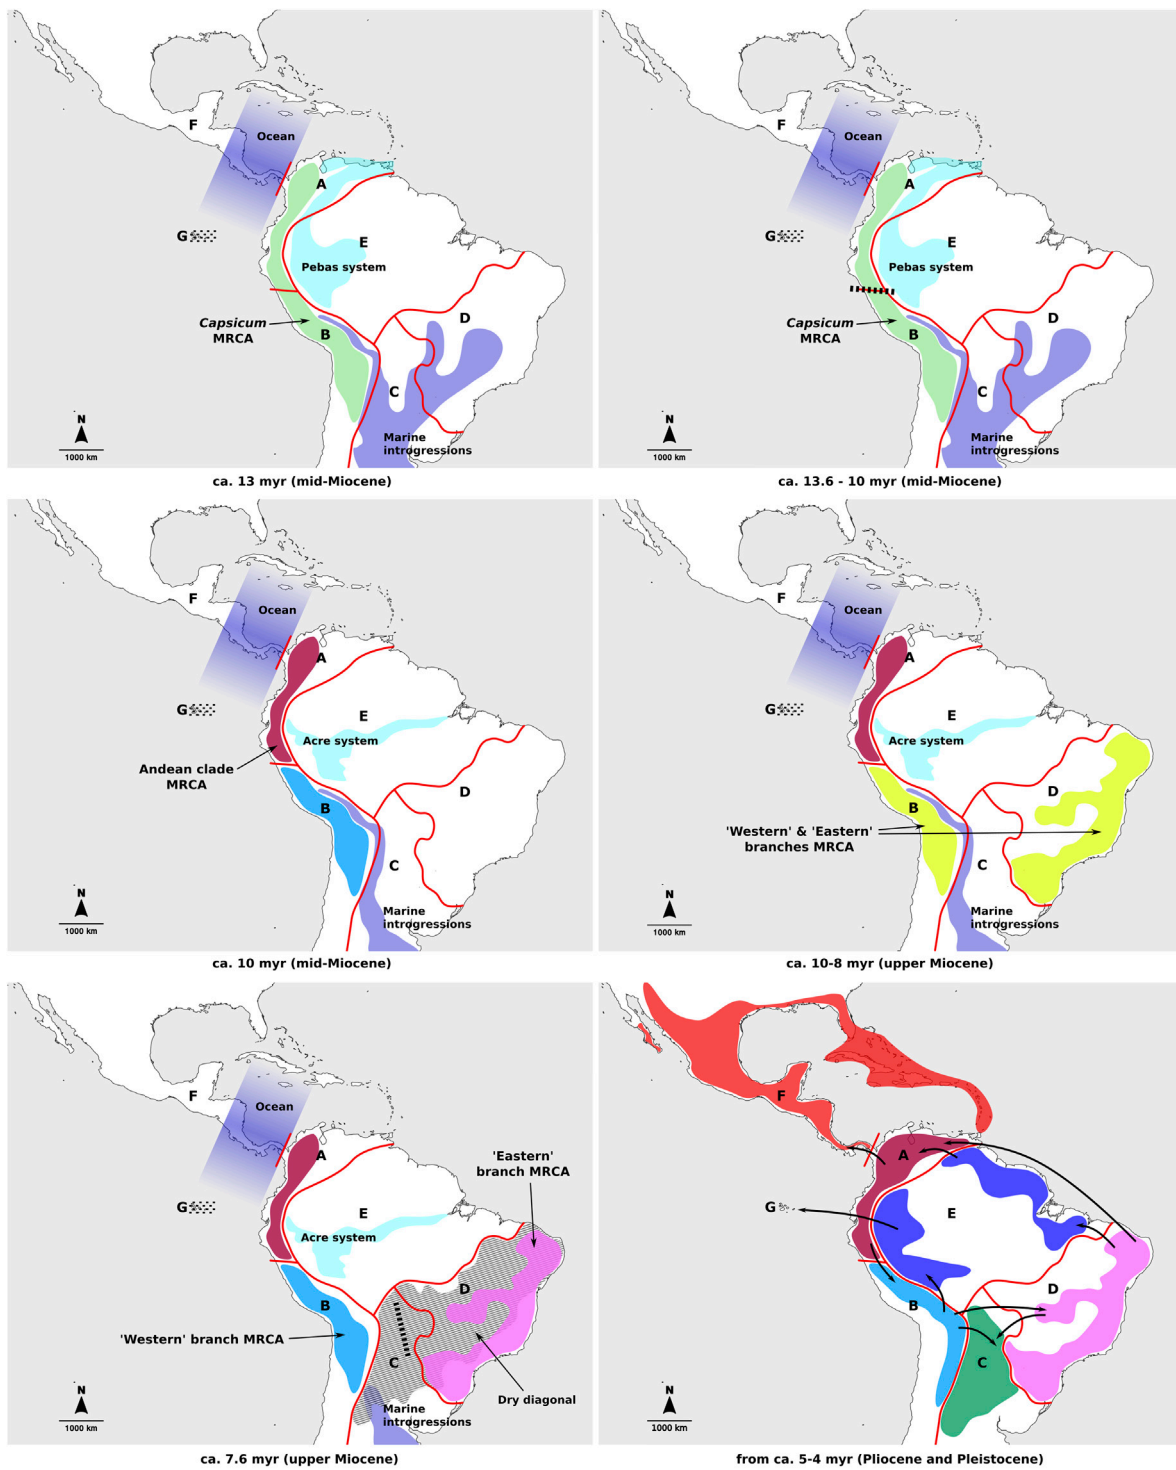 F
Ocean
A
G
E
Pebas system
Capsicum
MRCA
B
D
C
N
1000 km
Marine
introgressions
ca. 13 myr (mid-Miocene)
F
Ocean
A
G
E
Pebas system
Capsicum
MRCA
B
D
C
N
1000 km
Marine
introgressions
ca. 13.6 - 10 myr (mid-Miocene)
F
Ocean
A
G
E
Acre system
Andean clade
MRCA
B
D
C
N
1000 km
Marine
introgressions
ca. 10 myr (mid-Miocene)
F
Ocean
A
G
E
Acre system
B
D
'Western' & 'Eastern'
branches MRCA
C
N
1000 km
Marine
introgressions
ca. 10-8 myr (upper Miocene)
F
Ocean
A
'Eastern'
branch MRCA
G
E
Acre system
D
B
'Western' branch MRCA
C
Dry diagonal
N
1000 km
Marine
introgressions
ca. 7.6 myr (upper Miocene)
F
A
G
E
D
B
C
N
1000 km
from ca. 5-4 myr (Pliocene and Pleistocene)